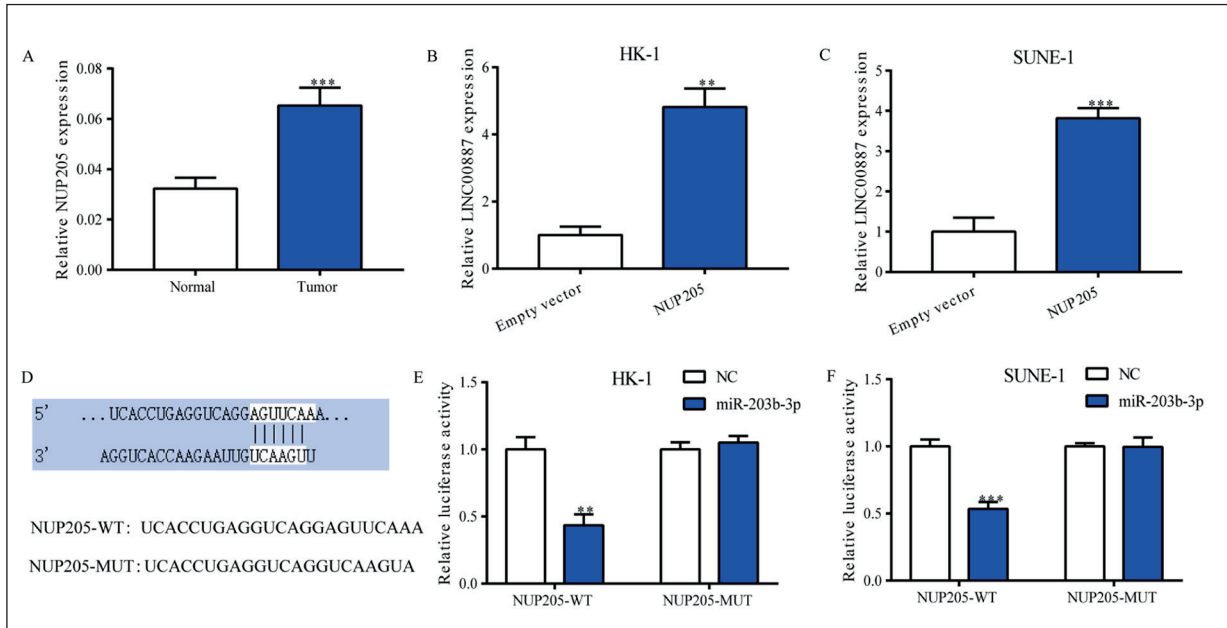 A
Relative NUP205 expression
0.08
0.06
0.04
0.02
0.00
***
Normal
Tumor
B
HK-1
Relative LINC00887 expression
6
4
2
0
**
Empty vector
NUP205
C
SUNE-1
Relative LINC00887 expression
5
4
3
2
1
0
***
Empty vector
NUP205
D
5' ...UCACCUGAGGUCAGGAGUUCAAA...
3' AGGUCACCAAGAAUUGUCAAGUU
NUP205-WT: UCACCUGAGGUCAGGAGUUCAAA
NUP205-MUT:UCACCUGAGGUCAGGUCAAGUA
E
HK-1
NC
miR-203b-3p
Relative luciferase activity
1.5
1.0
0.5
0.0
**
NUP205-WT
NUP205-MUT
F
SUNE-1
NC
miR-203b-3p
Relative luciferase activity
1.5
1.0
0.5
0.0
***
NUP205-WT
NUP205-MUT